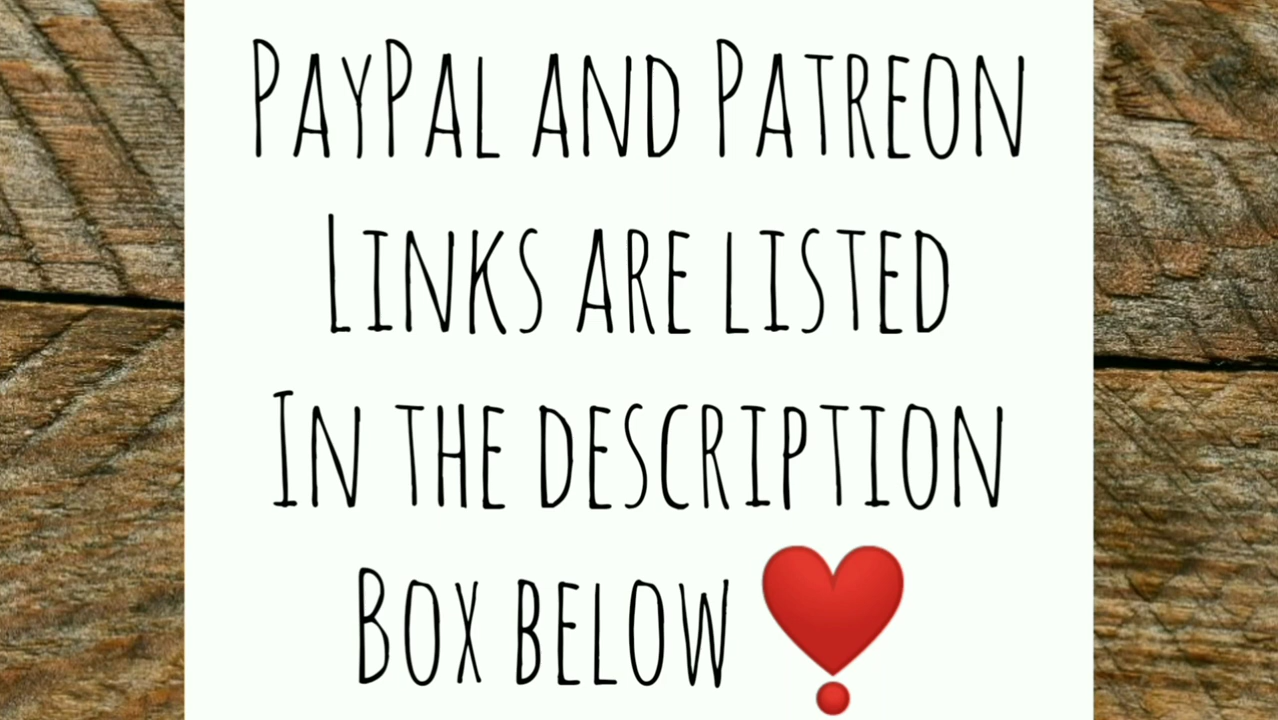 PayPal and Patreon
Links are listed
In the description
Box below ❣️